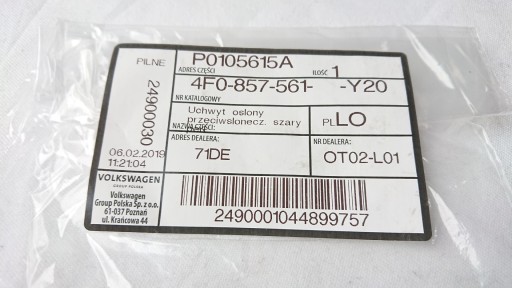 PILNE
P0105615A
ADRES CZĘŚCI
ILOŚĆ 1
4F0-857-561- -Y20
NR KATALOGOWY
24900030
Uchwyt osłony
przeciwsłonecz. szary
NAZWA CZĘŚCI
PL LO
06.02.2019
11:21:04
ADRES DEALERA:
71DE
NR DEALERA:
OT02-L01
VOLKSWAGEN
GROUP POLSKA
Volkswagen
Group Polska Sp. z o.o.
61-037 Poznań
ul. Krańcowa 44
2490001044899757